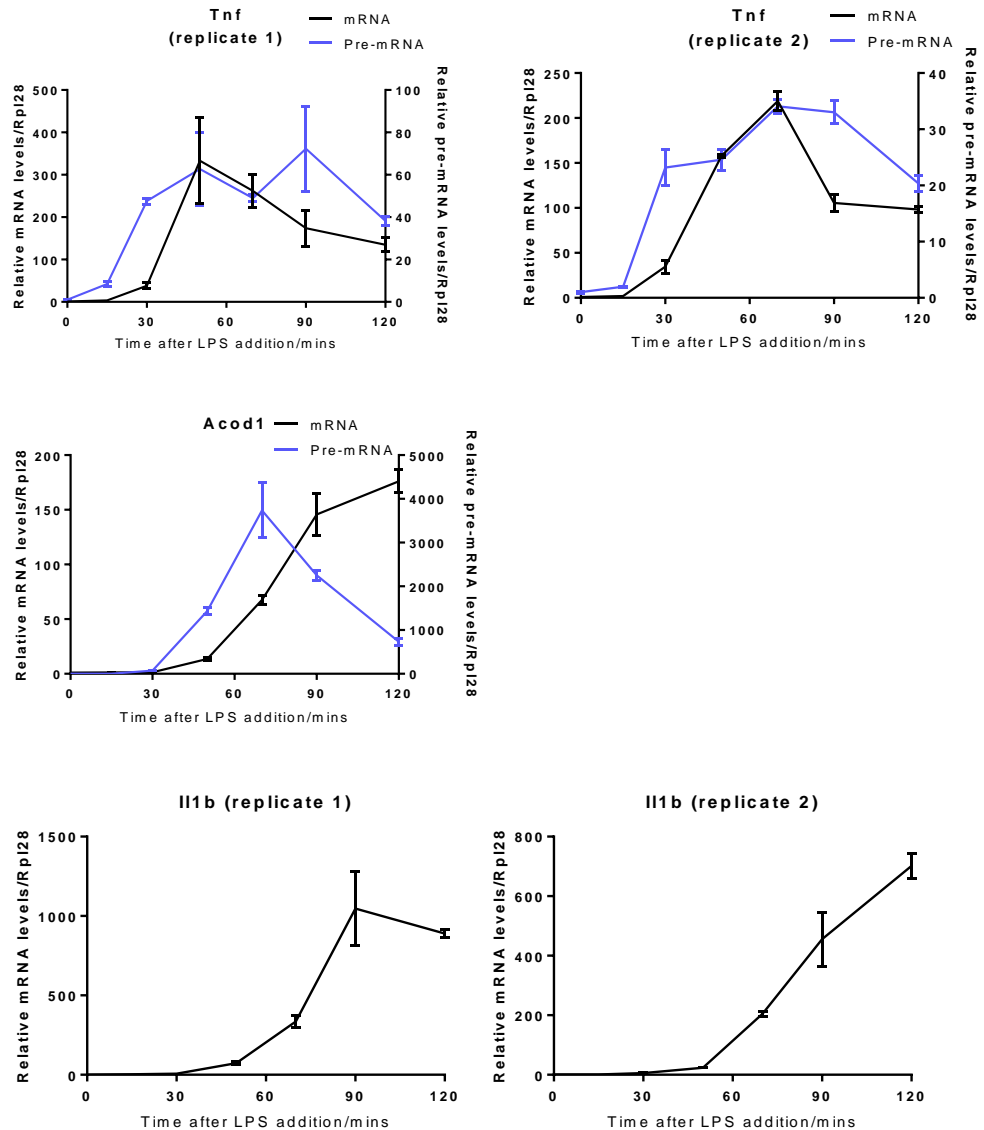 Tnf
(replicate 1)
mRNA
Pre-mRNA
Relative mRNA levels/Rpl28
500
400
300
200
100
0
100
80
60
40
20
0
Relative pre-mRNA levels/Rpl28
0 30 60 90 120
Time after LPS addition/mins
Tnf
(replicate 2)
mRNA
Pre-mRNA
Relative mRNA levels/Rpl28
250
200
150
100
50
0
40
30
20
10
0
Relative pre-mRNA levels/Rpl28
0 30 60 90 120
Time after LPS addition/mins
Acod1
mRNA
Pre-mRNA
Relative mRNA levels/Rpl28
200
150
100
50
0
5000
4000
3000
2000
1000
0
Relative pre-mRNA levels/Rpl28
0 30 60 90 120
Time after LPS addition/mins
Il1b (replicate 1)
Relative mRNA levels/Rpl28
1500
1000
500
0
0 30 60 90 120
Time after LPS addition/mins
Il1b (replicate 2)
Relative mRNA levels/Rpl28
800
600
400
200
0
0 30 60 90 120
Time after LPS addition/mins